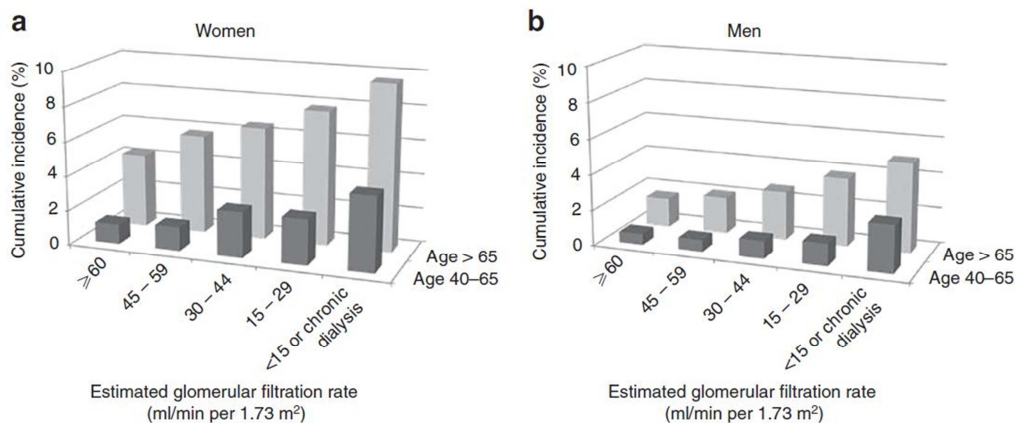 a
Women
Cumulative incidence (%)
10
8
6
4
2
0
⩾60
45 – 59
30 – 44
15 – 29
<15 or chronic
dialysis
Age > 65
Age 40–65
Estimated glomerular filtration rate
(ml/min per 1.73 m²)
b
Men
Cumulative incidence (%)
10
8
6
4
2
0
⩾60
45 – 59
30 – 44
15 – 29
<15 or chronic
dialysis
Age > 65
Age 40–65
Estimated glomerular filtration rate
(ml/min per 1.73 m²)